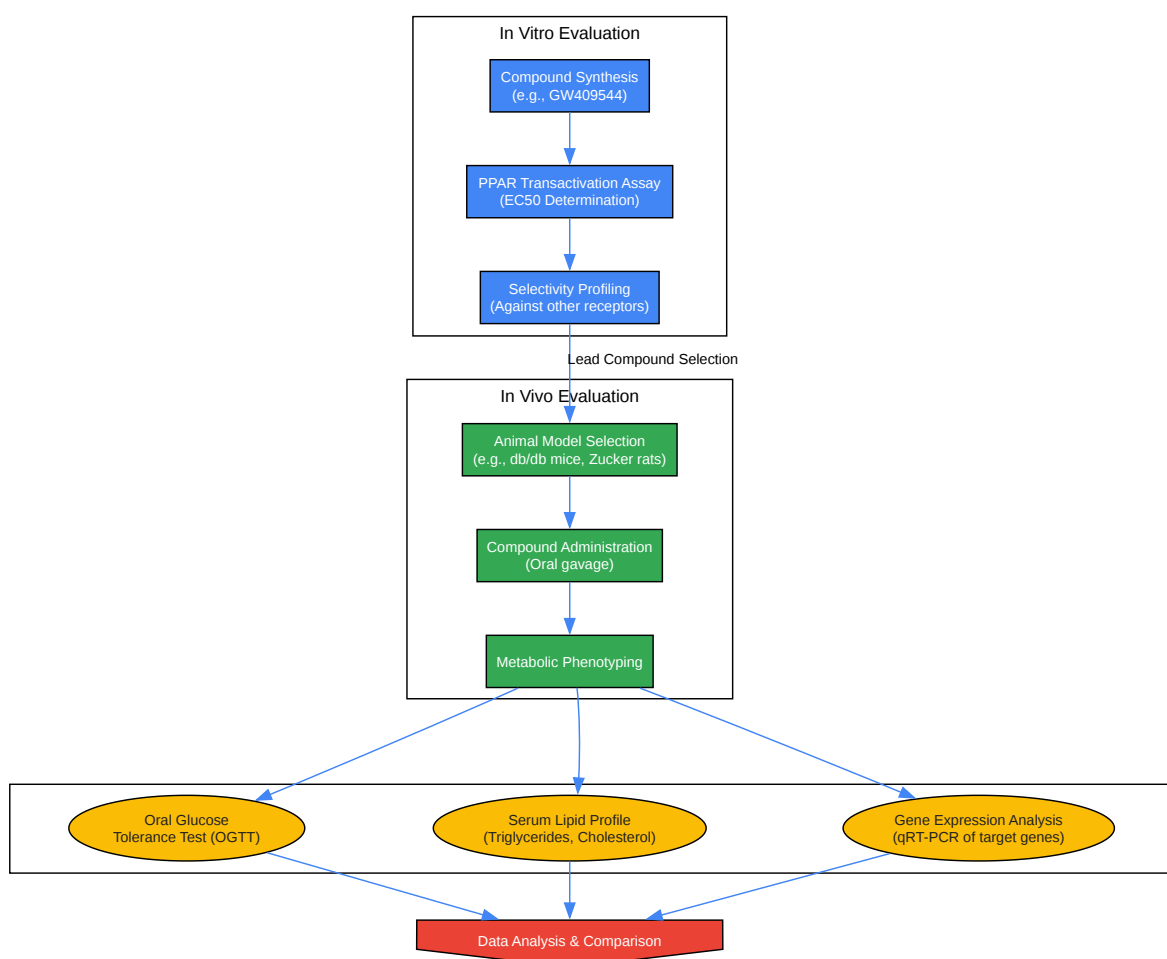 In Vitro Evaluation
Compound Synthesis
(e.g., GW409544)
PPAR Transactivation Assay
(EC50 Determination)
Selectivity Profiling
(Against other receptors)
Lead Compound Selection
In Vivo Evaluation
Animal Model Selection
(e.g., db/db mice, Zucker rats)
Compound Administration
(Oral gavage)
Metabolic Phenotyping
Oral Glucose
Tolerance Test (OGTT)
Serum Lipid Profile
(Triglycerides, Cholesterol)
Gene Expression Analysis
(qRT-PCR of target genes)
Data Analysis & Comparison